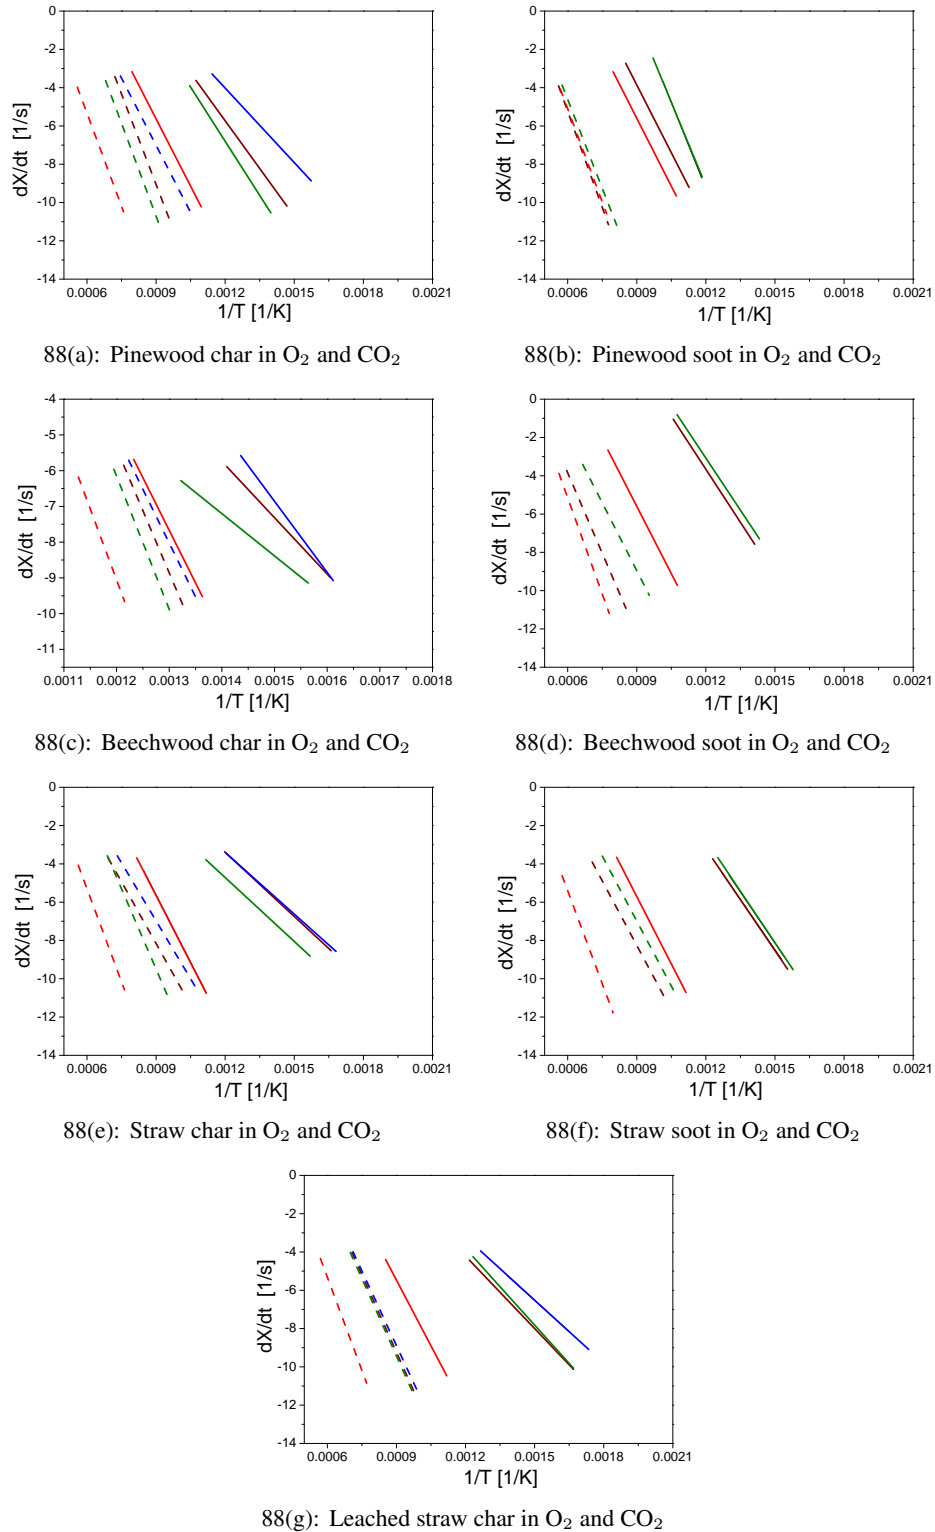 0
-2
-4
-6
-8
-10
-12
-14
dX/dt [1/s]
0.0006 0.0009 0.0012 0.0015 0.0018 0.0021
1/T [1/K]
88(a): Pinewood char in O₂ and CO₂
0
-2
-4
-6
-8
-10
-12
-14
dX/dt [1/s]
0.0006 0.0009 0.0012 0.0015 0.0018 0.0021
1/T [1/K]
88(b): Pinewood soot in O₂ and CO₂
-4
-5
-6
-7
-8
-9
-10
-11
dX/dt [1/s]
0.0011 0.0012 0.0013 0.0014 0.0015 0.0016 0.0017 0.0018
1/T [1/K]
88(c): Beechwood char in O₂ and CO₂
0
-2
-4
-6
-8
-10
-12
-14
dX/dt [1/s]
0.0006 0.0009 0.0012 0.0015 0.0018 0.0021
1/T [1/K]
88(d): Beechwood soot in O₂ and CO₂
0
-2
-4
-6
-8
-10
-12
-14
dX/dt [1/s]
0.0006 0.0009 0.0012 0.0015 0.0018 0.0021
1/T [1/K]
88(e): Straw char in O₂ and CO₂
0
-2
-4
-6
-8
-10
-12
-14
dX/dt [1/s]
0.0006 0.0009 0.0012 0.0015 0.0018 0.0021
1/T [1/K]
88(f): Straw soot in O₂ and CO₂
0
-2
-4
-6
-8
-10
-12
-14
dX/dt [1/s]
0.0006 0.0009 0.0012 0.0015 0.0018 0.0021
1/T [1/K]
88(g): Leached straw char in O₂ and CO₂